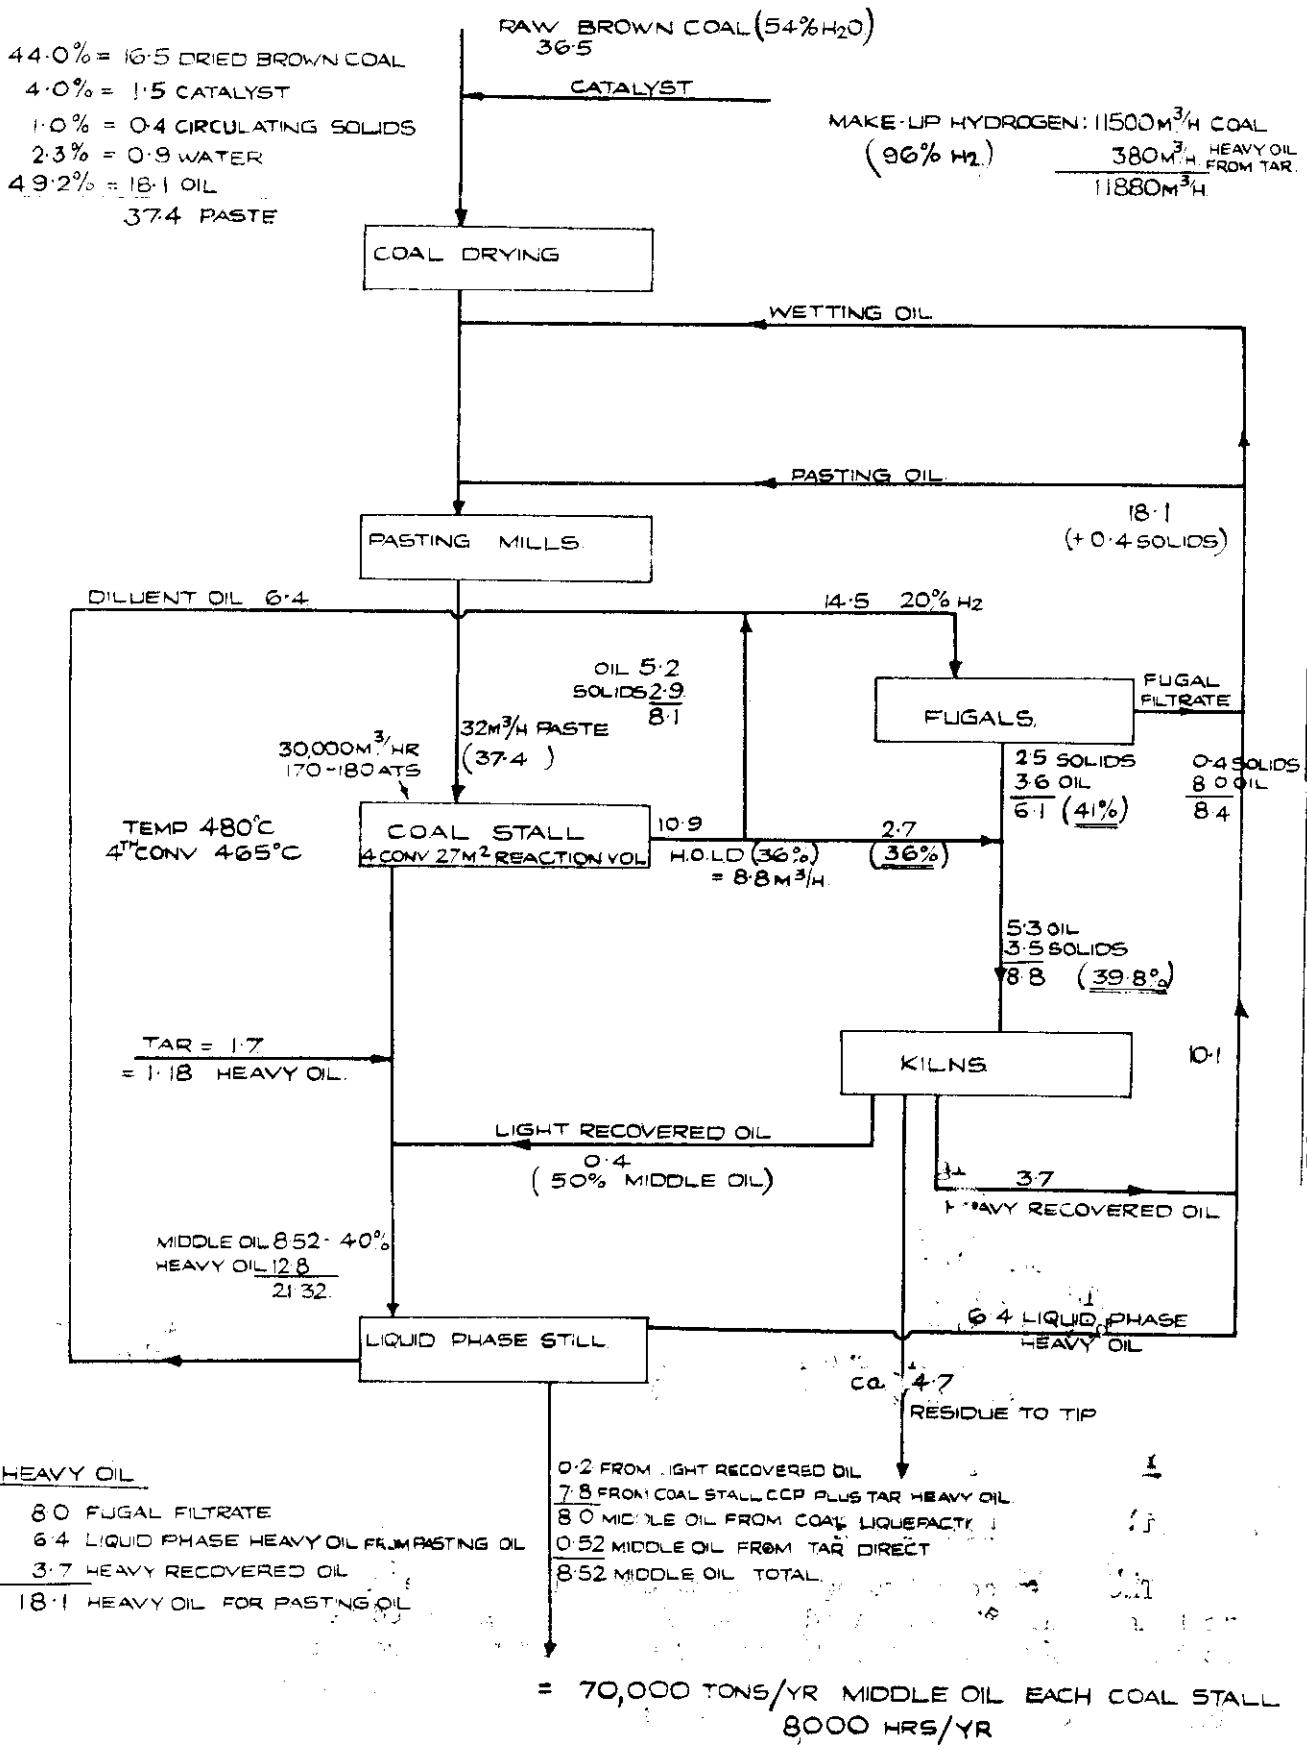 RAW BROWN COAL (54% H2O)
36·5
44·0% = 16·5 DRIED BROWN COAL
4·0% = 1·5 CATALYST
1·0% = 0·4 CIRCULATING SOLIDS
2·3% = 0·9 WATER
49·2% = 18·1 OIL
37·4 PASTE
CATALYST
MAKE-UP HYDROGEN: 11500 M³/H COAL
(96% H2) 380 M³/H HEAVY OIL FROM TAR.
11880 M³/H
COAL DRYING
WETTING OIL
PASTING OIL
18·1
(+ 0·4 SOLIDS)
PASTING MILLS.
DILUENT OIL 6·4
14·5 20% H2
OIL 5·2
SOLIDS 2·9
8·1
FUGALS.
FUGAL
FILTRATE
32 M³/H PASTE
(37·4 )
30,000 M³/HR
170-180 ATS
2·5 SOLIDS
3·6 OIL
6·1 (41%)
0·4 SOLIDS
8·0 OIL
8·4
TEMP 480°C
4TH CONV 465°C
COAL STALL
4 CONV 27M² REACTION VOL
10·9
H.O.L.D (36%)
= 8·8 M³/H.
2·7
(36%)
5·3 OIL
3·5 SOLIDS
8·8 (39·8%)
TAR = 1·7
= 1·18 HEAVY OIL.
KILNS.
10·1
LIGHT RECOVERED OIL
0·4
(50% MIDDLE OIL)
3·7
HEAVY RECOVERED OIL
MIDDLE OIL 8·52 - 40%
HEAVY OIL 12·8
21·32.
LIQUID PHASE STILL.
6·4 LIQUID PHASE
HEAVY OIL
ca 4·7
RESIDUE TO TIP
HEAVY OIL
8·0 FUGAL FILTRATE
6·4 LIQUID PHASE HEAVY OIL FROM PASTING OIL
3·7 HEAVY RECOVERED OIL
18·1 HEAVY OIL FOR PASTING OIL
0·2 FROM LIGHT RECOVERED OIL
7·8 FROM COAL STALL CCP PLUS TAR HEAVY OIL.
8·0 MIDDLE OIL FROM COAL
0·52 MIDDLE OIL FROM TAR DIRECT
8·52 MIDDLE OIL TOTAL.
= 70,000 TONS/YR MIDDLE OIL EACH COAL STALL
8,000 HRS/YR